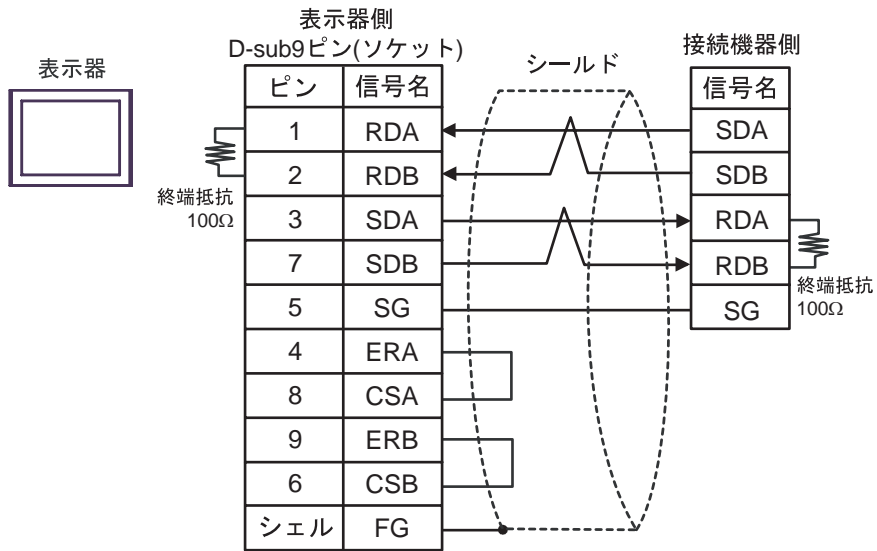 表示器
表示器側
D-sub9ピン(ソケット)
ピン 信号名
1 RDA
2 RDB
3 SDA
7 SDB
5 SG
4 ERA
8 CSA
9 ERB
6 CSB
シェル FG
終端抵抗
100Ω
シールド
接続機器側
信号名
SDA
SDB
RDA
RDB
SG
終端抵抗
100Ω